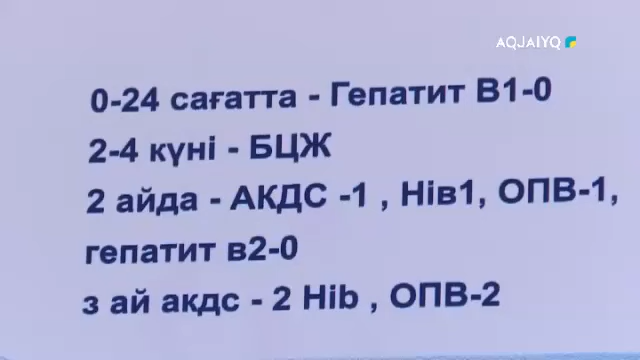 AQJAIYQ
0-24 сағатта - Гепатит В1-0
2-4 күні - БЦЖ
2 айда - АКДС -1 , Нів1, ОПВ-1,
гепатит в2-0
з ай акдс - 2 Hib , ОПВ-2